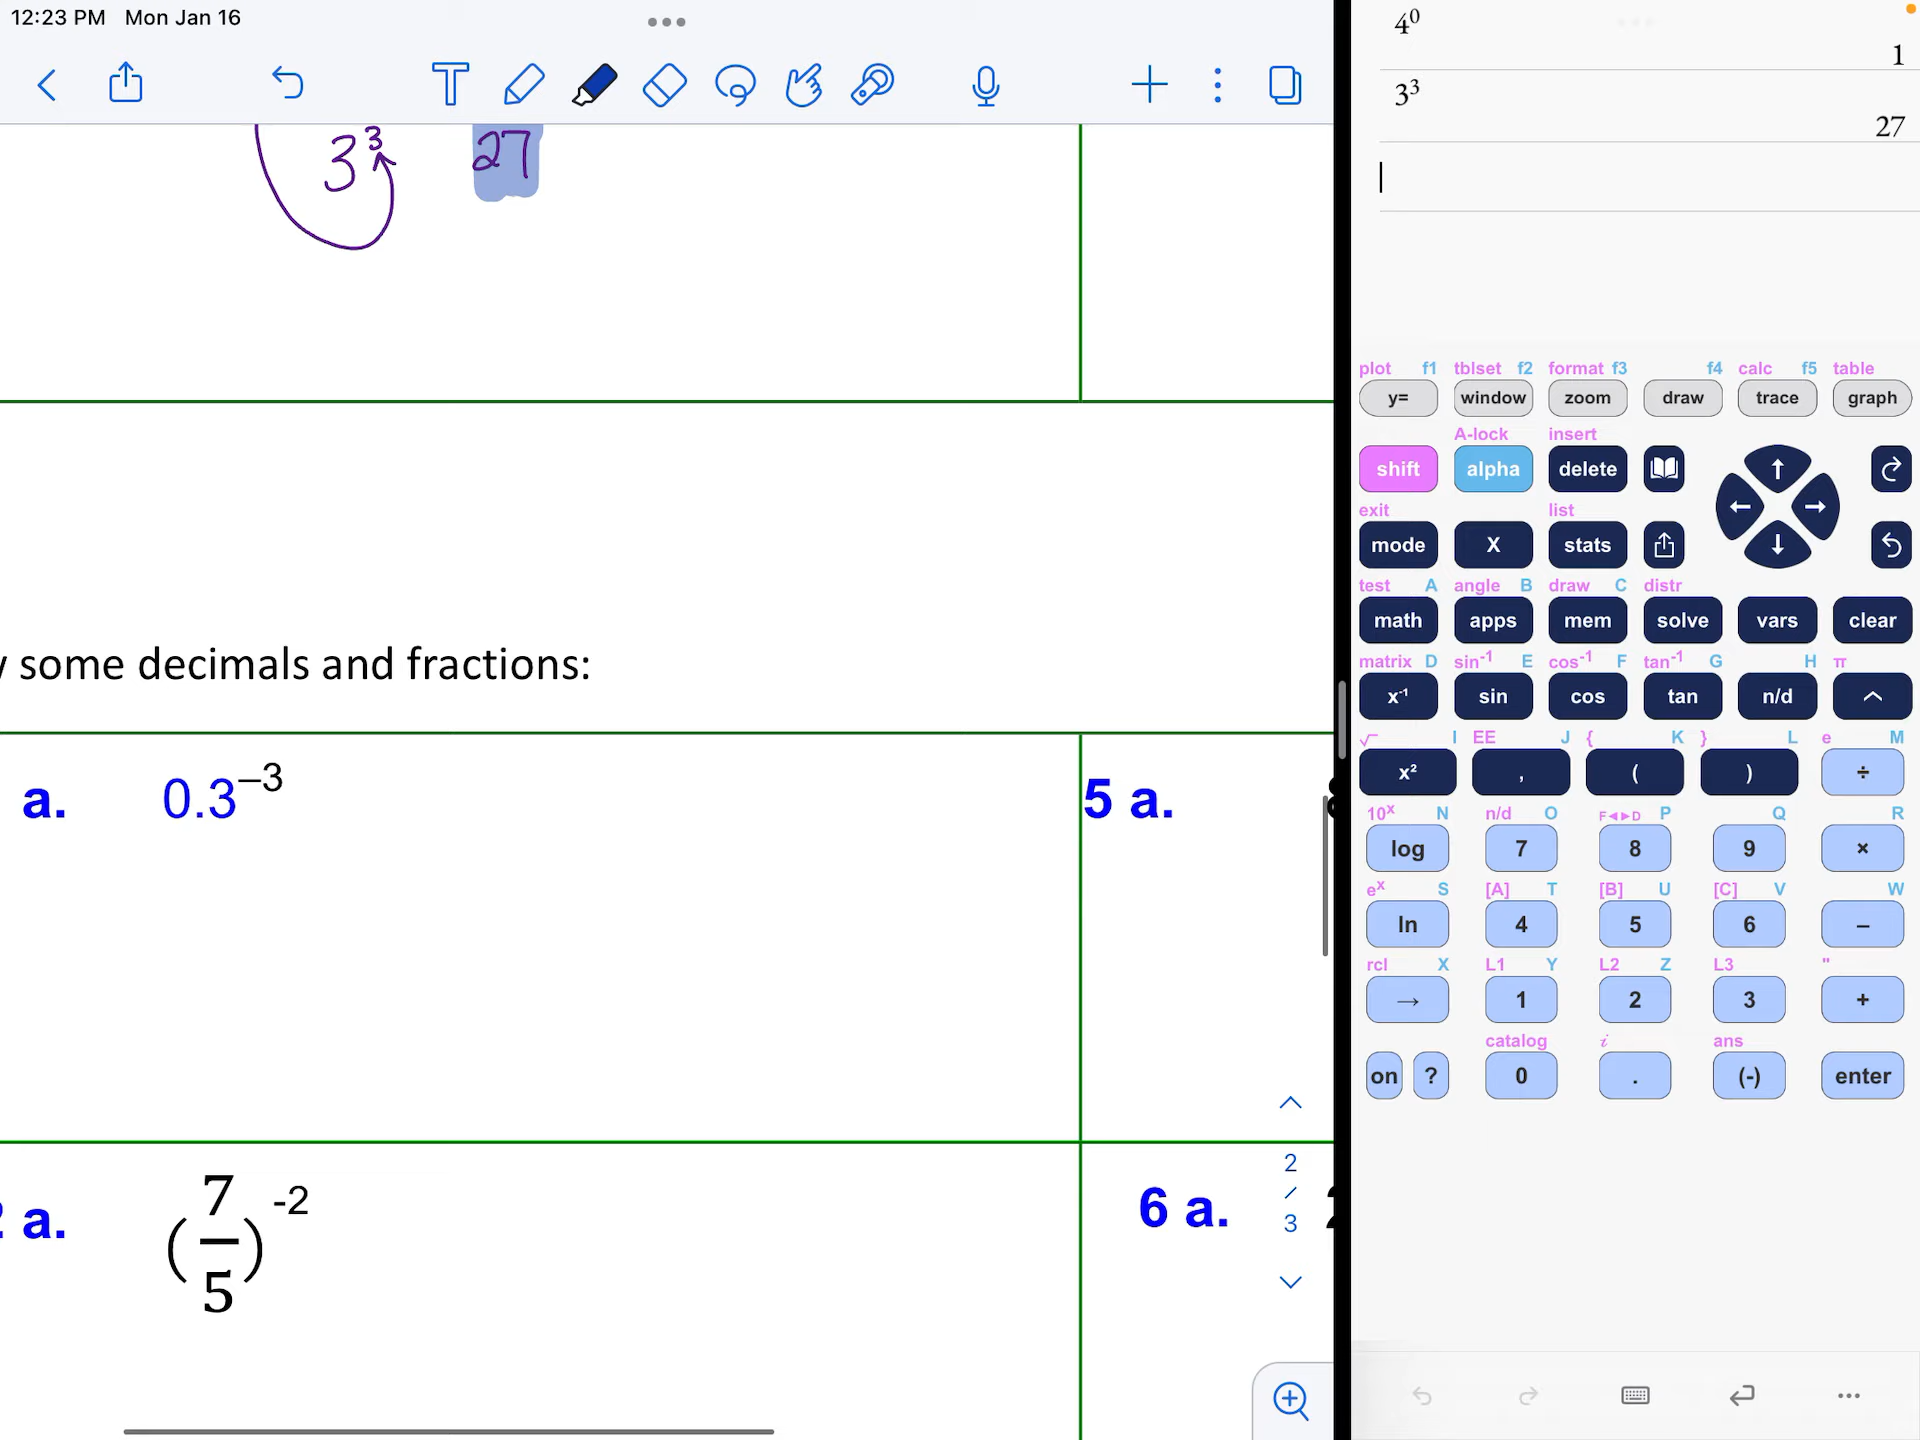 12:23 PM Mon Jan 16
3³ 27
some decimals and fractions:
a. 0.3⁻³
5 a.
a. (7/5)⁻²
6 a.
2
/
3
4⁰
1
3³
27
plot f1 tblset f2 format f3 f4 calc f5 table
y= window zoom draw trace graph
A-lock insert
shift alpha delete
exit list
mode X stats
test A angle B draw C distr
math apps mem solve vars clear
matrix D sin⁻¹ E cos⁻¹ F tan⁻¹ G H π
x⁻¹ sin cos tan n/d ^
√ I EE J { K } L e M
x² , ( ) ÷
10ˣ N n/d O F◄►D P Q R
log 7 8 9 ×
eˣ S [A] T [B] U [C] V W
ln 4 5 6 –
rcl X L1 Y L2 Z L3 "
→ 1 2 3 +
catalog i ans
on ? 0 . (-) enter